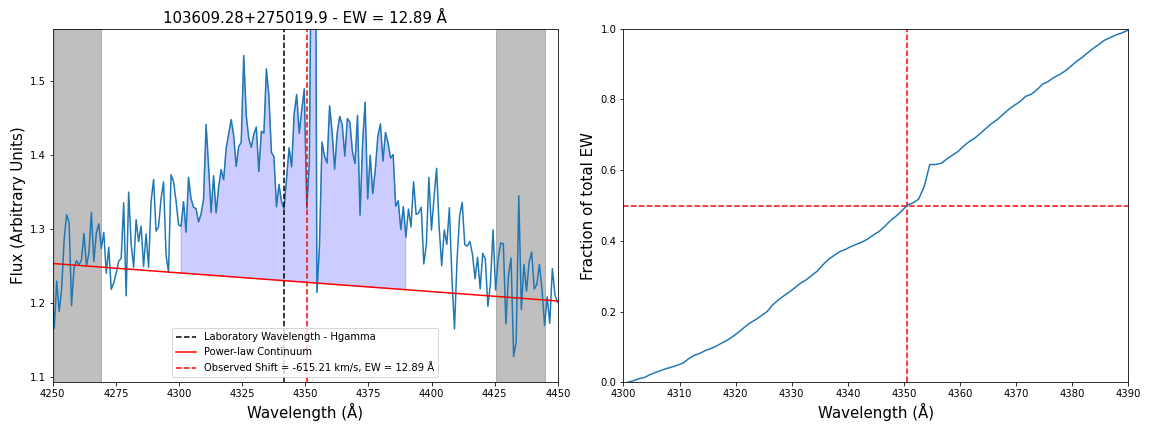 103609.28+275019.9 - EW = 12.89 Å
Flux (Arbitrary Units)
1.5
1.4
1.3
1.2
1.1
Laboratory Wavelength - Hgamma
Power-law Continuum
Observed Shift = -615.21 km/s, EW = 12.89 Å
4250 4275 4300 4325 4350 4375 4400 4425 4450
Wavelength (Å)
Fraction of total EW
1.0
0.8
0.6
0.4
0.2
0.0
4300 4310 4320 4330 4340 4350 4360 4370 4380 4390
Wavelength (Å)